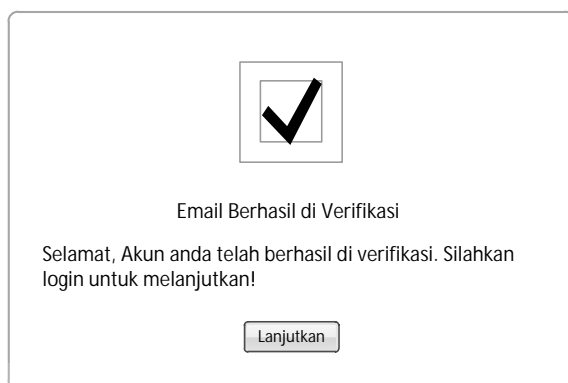 Email Berhasil di Verifikasi
Selamat, Akun anda telah berhasil di verifikasi. Silahkan
login untuk melanjutkan!
Lanjutkan